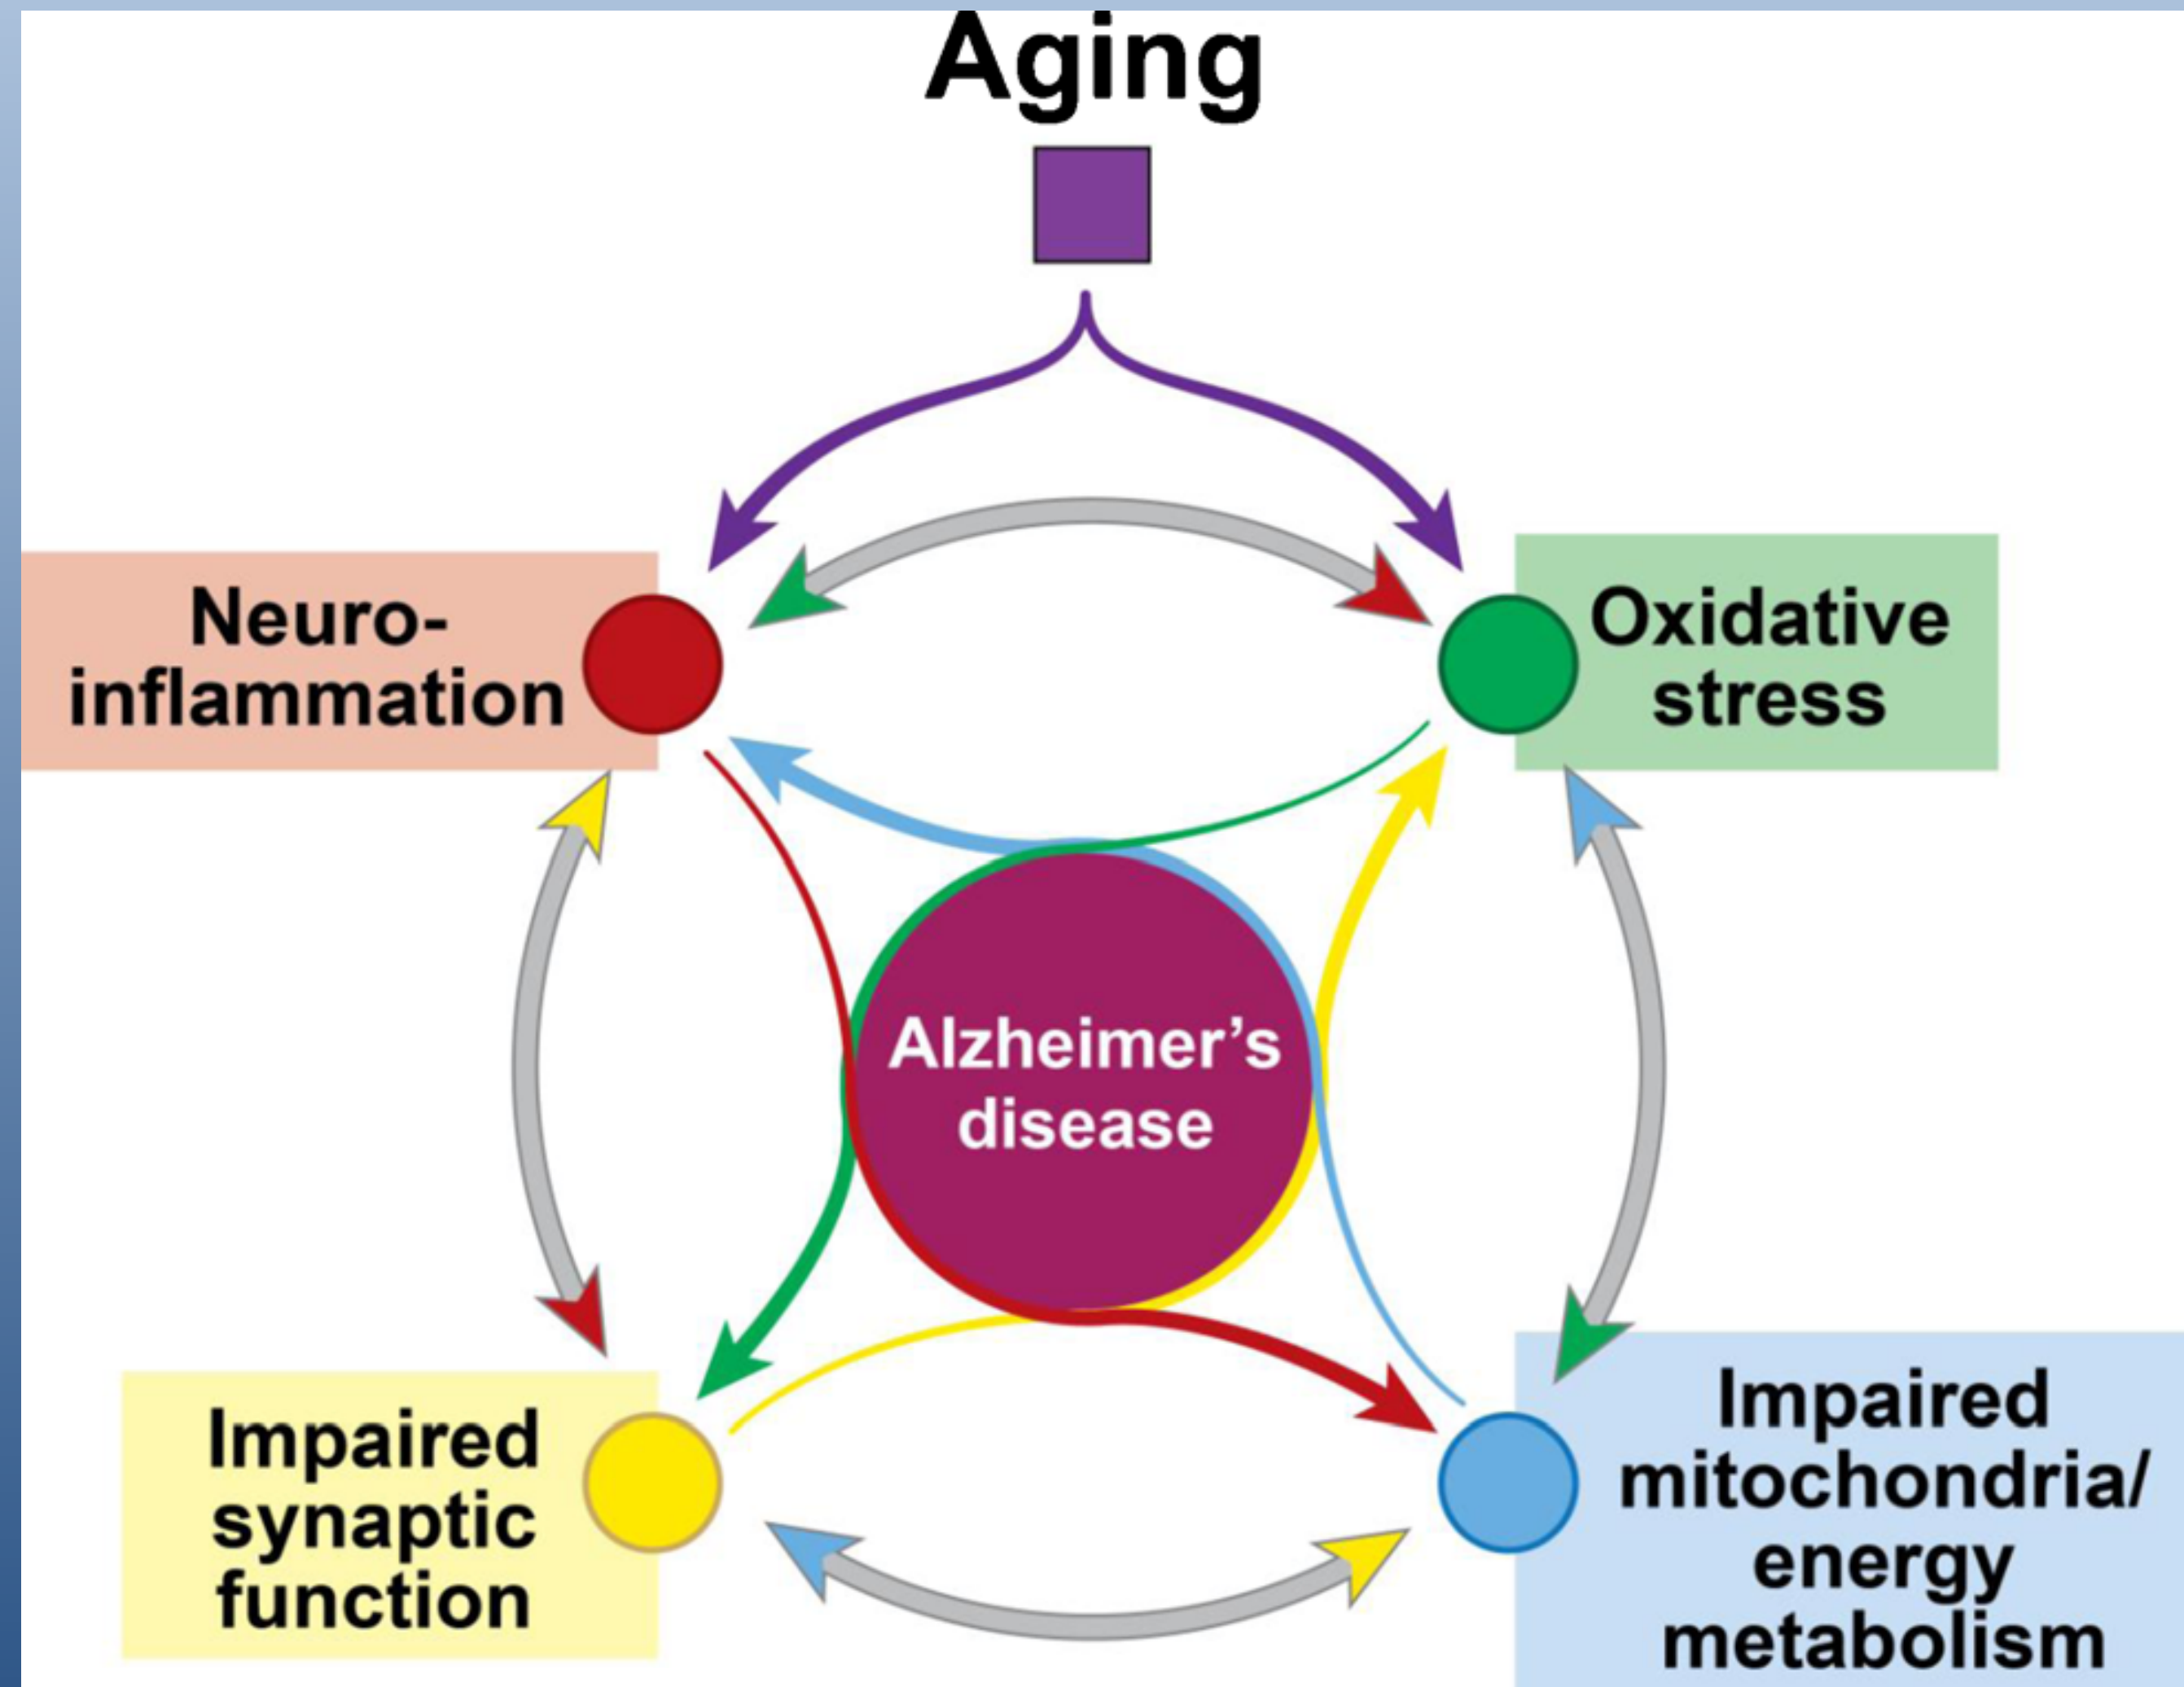 Aging
Neuro-
inflammation
Oxidative
stress
Alzheimer’s
disease
Impaired
synaptic
function
Impaired
mitochondria/
energy
metabolism